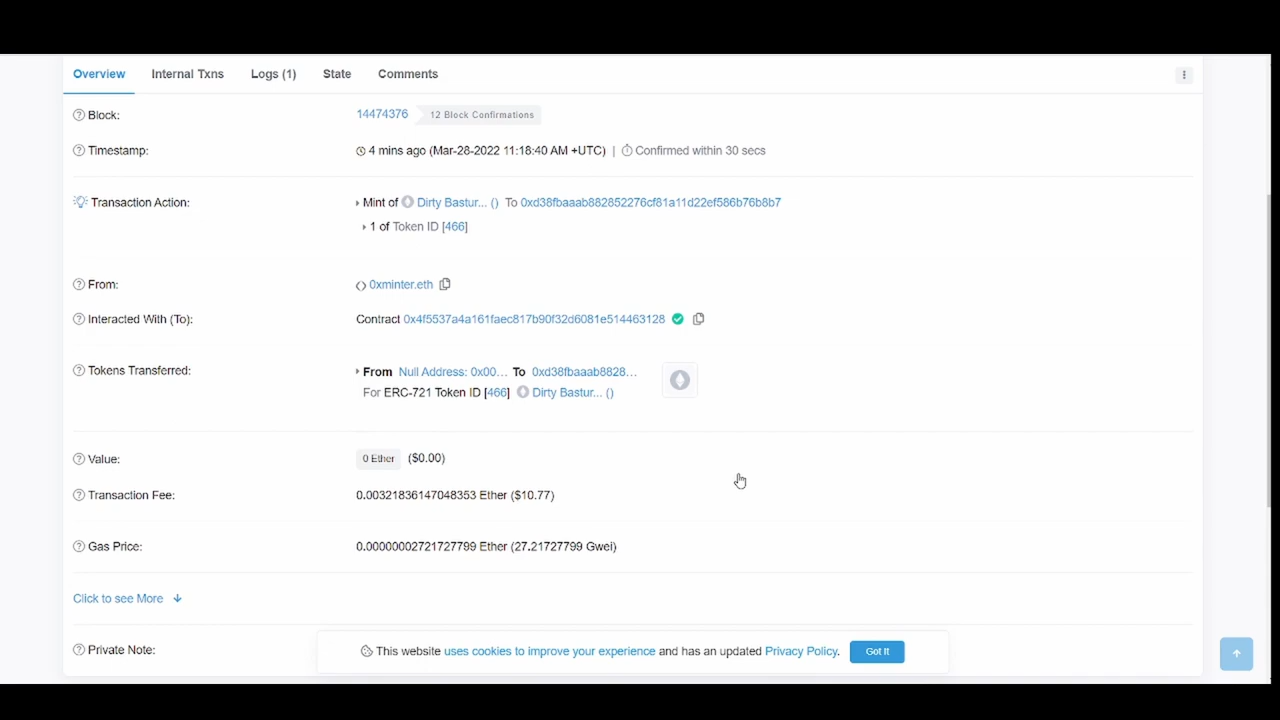 Overview Internal Txns Logs (1) State Comments
Block: 14474376 12 Block Confirmations
Timestamp: 4 mins ago (Mar-28-2022 11:18:40 AM +UTC) | Confirmed within 30 secs
Transaction Action: Mint of Dirty Bastur... () To 0xd38fbaaab882852276cf81a11d22ef586b76b8b7
1 of Token ID [466]
From: 0xminter.eth
Interacted With (To): Contract 0x4f5537a4a161faec817b90f32d6081e514463128
Tokens Transferred: From Null Address: 0x00... To 0xd38fbaaab8828...
For ERC-721 Token ID [466] Dirty Bastur... ()
Value: 0 Ether ($0.00)
Transaction Fee: 0.00321836147048353 Ether ($10.77)
Gas Price: 0.00000002721727799 Ether (27.21727799 Gwei)
Click to see More
Private Note:
This website uses cookies to improve your experience and has an updated Privacy Policy. Got It